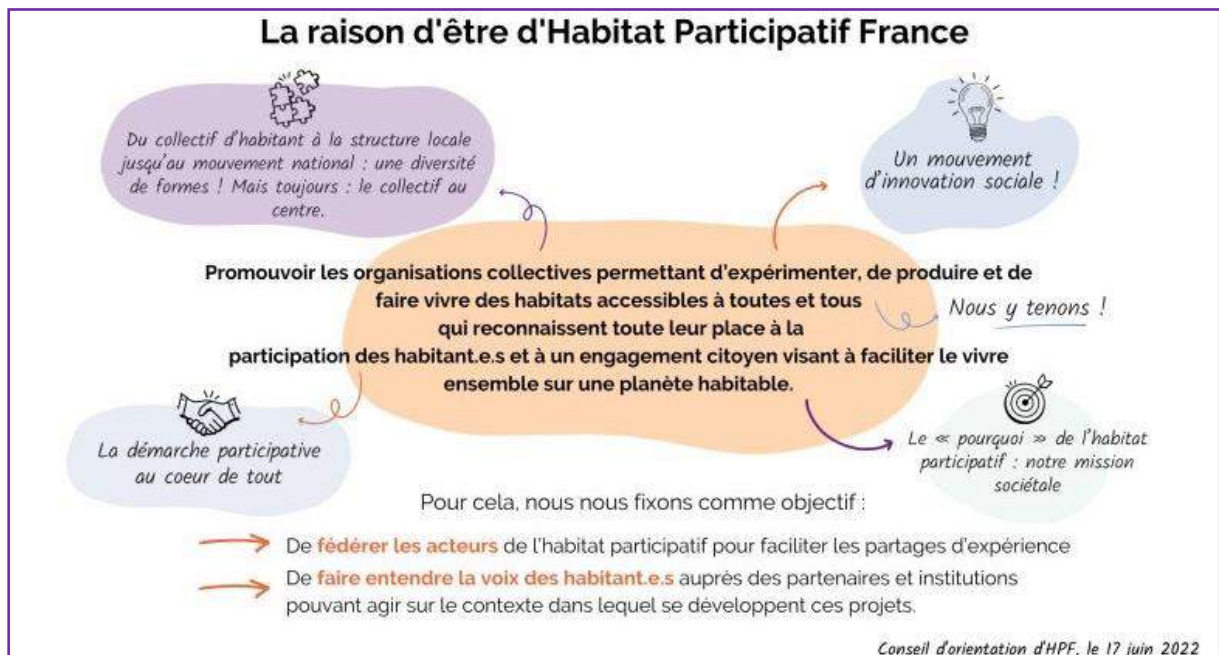 La raison d'être d'Habitat Participatif France
Du collectif d'habitant à la structure locale
jusqu'au mouvement national : une diversité
de formes ! Mais toujours : le collectif au
centre.
Un mouvement
d'innovation sociale !
Promouvoir les organisations collectives permettant d'expérimenter, de produire et de
faire vivre des habitats accessibles à toutes et tous
qui reconnaissent toute leur place à la
participation des habitant.e.s et à un engagement citoyen visant à faciliter le vivre
ensemble sur une planète habitable.
Nous y tenons !
La démarche participative
au coeur de tout
Le « pourquoi » de l'habitat
participatif : notre mission
sociétale
Pour cela, nous nous fixons comme objectif :
De fédérer les acteurs de l'habitat participatif pour faciliter les partages d'expérience
De faire entendre la voix des habitant.e.s auprès des partenaires et institutions
pouvant agir sur le contexte dans lequel se développent ces projets.
Conseil d'orientation d'HPF, le 17 juin 2022